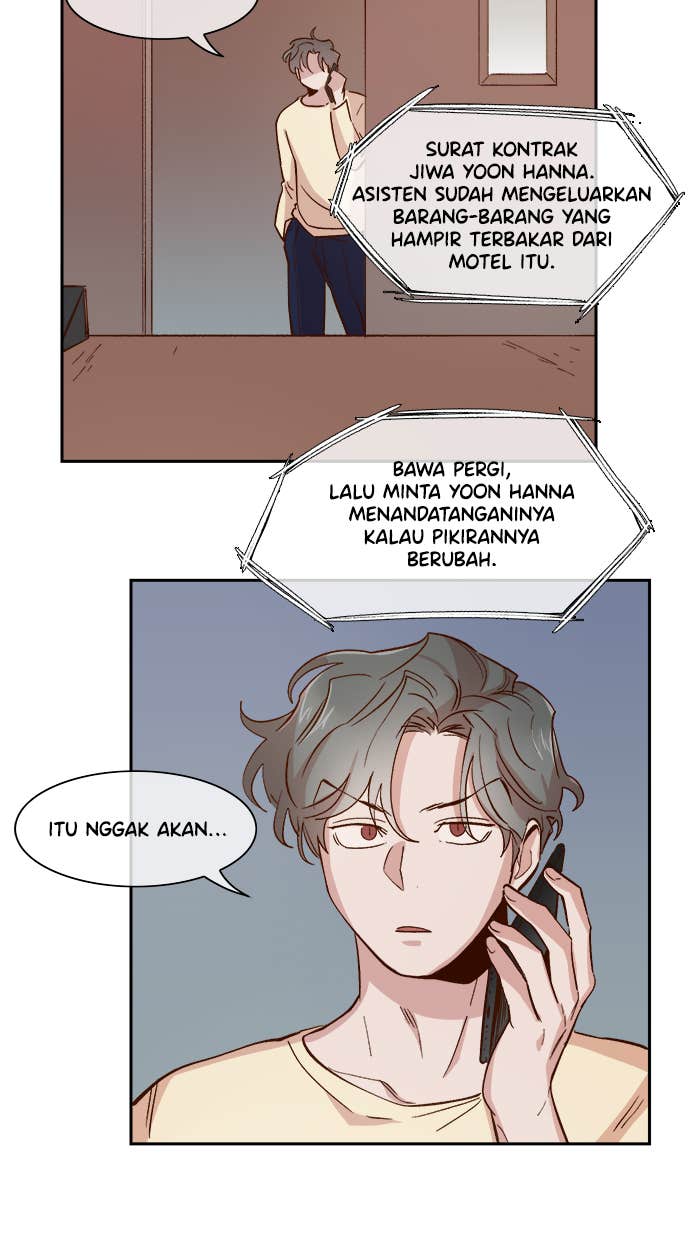 SURAT KONTRAK
JIWA YOON HANNA.
ASISTEN SUDAH MENGELUARKAN
BARANG-BARANG YANG
HAMPIR TERBAKAR DARI
MOTEL ITU.
BAWA PERGI,
LALU MINTA YOON HANNA
MENANDATANGANINYA
KALAU PIKIRANNYA
BERUBAH.
ITU NGGAK AKAN...